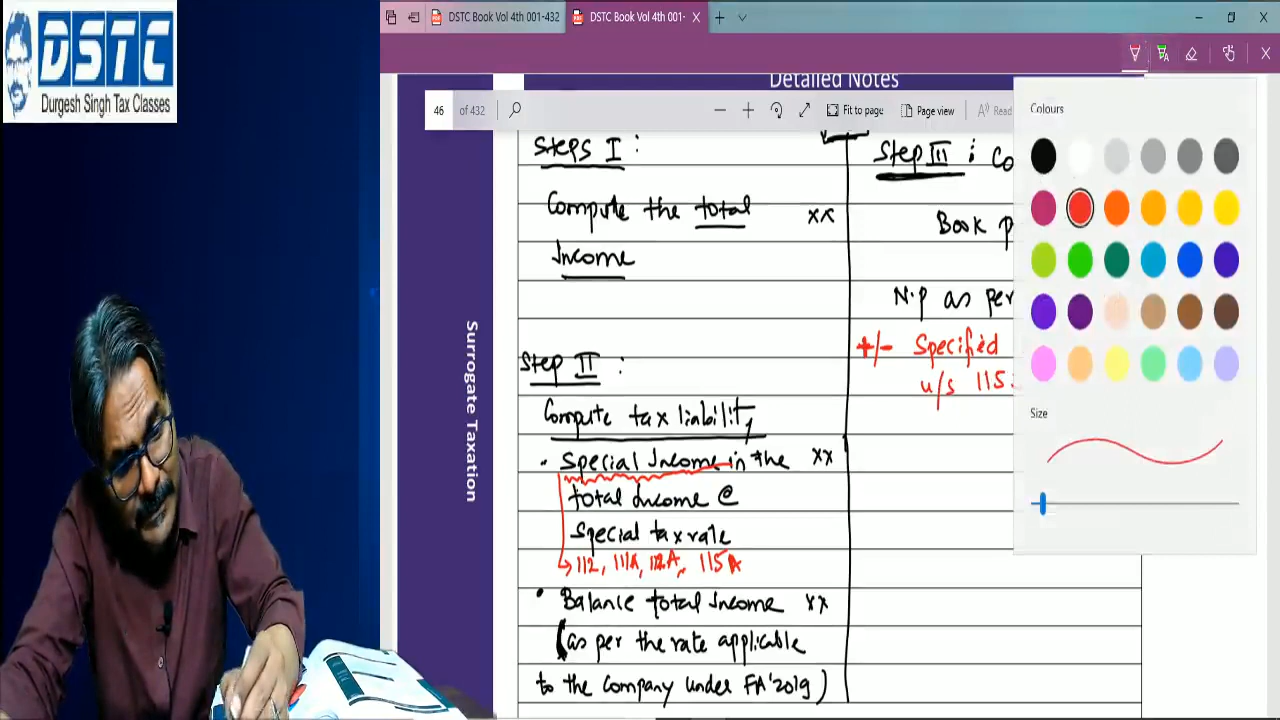 DSTC
Durgesh Singh Tax Classes
DSTC Book Vol 4th 001-432
DSTC Book Vol 4th 001-
Detailed Notes
46 of 432
Fit to page
Page view
Read
Surrogate Taxation
Steps I :
Compute the total xx
Income
Step II :
Compute tax liability
• Special Income in the xx
total Income @
Special tax rate
112, 111A, 112A, 115A
• Balance total Income xx
(as per the rate applicable
to the Company under FA'2019)
Step III : Co
Book p
N.P as per
+/- Specified
u/s 115
Colours
Size